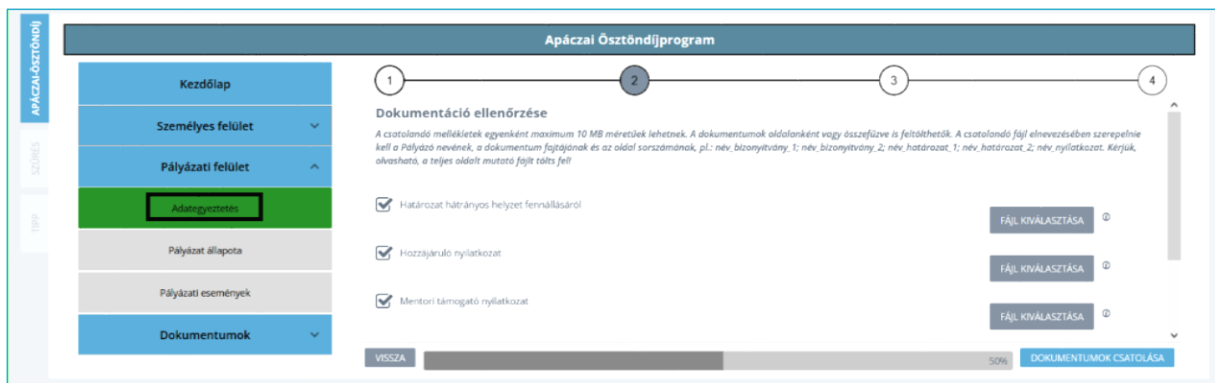 APÁCZAI-ÖSZTÖNDÍJ
SZŰRÉS
TIPP
Apáczai Ösztöndíjprogram
Kezdőlap
Személyes felület
Pályázati felület
Adategyeztetés
Pályázat állapota
Pályázati események
Dokumentumok
1
2
3
4
Dokumentáció ellenőrzése
A csatolandó mellékletek egyenként maximum 10 MB méretűek lehetnek. A dokumentumok oldalanként vagy összefűzve is feltölthetők. A csatolandó fájl elnevezésében szerepelnie
kell a Pályázó nevének, a dokumentum fajtájának és az oldal sorszámának, pl.: név_bizonyítvány_1; név_bizonyítvány_2; név_határozat_1; név_határozat_2; név_nyilatkozat. Kérjük,
olvasható, a teljes oldalt mutató fájlt tölts fel!
Határozat hátrányos helyzet fennállásáról
FÁJL KIVÁLASZTÁSA
Hozzájáruló nyilatkozat
FÁJL KIVÁLASZTÁSA
Mentori támogató nyilatkozat
FÁJL KIVÁLASZTÁSA
VISSZA
50%
DOKUMENTUMOK CSATOLÁSA